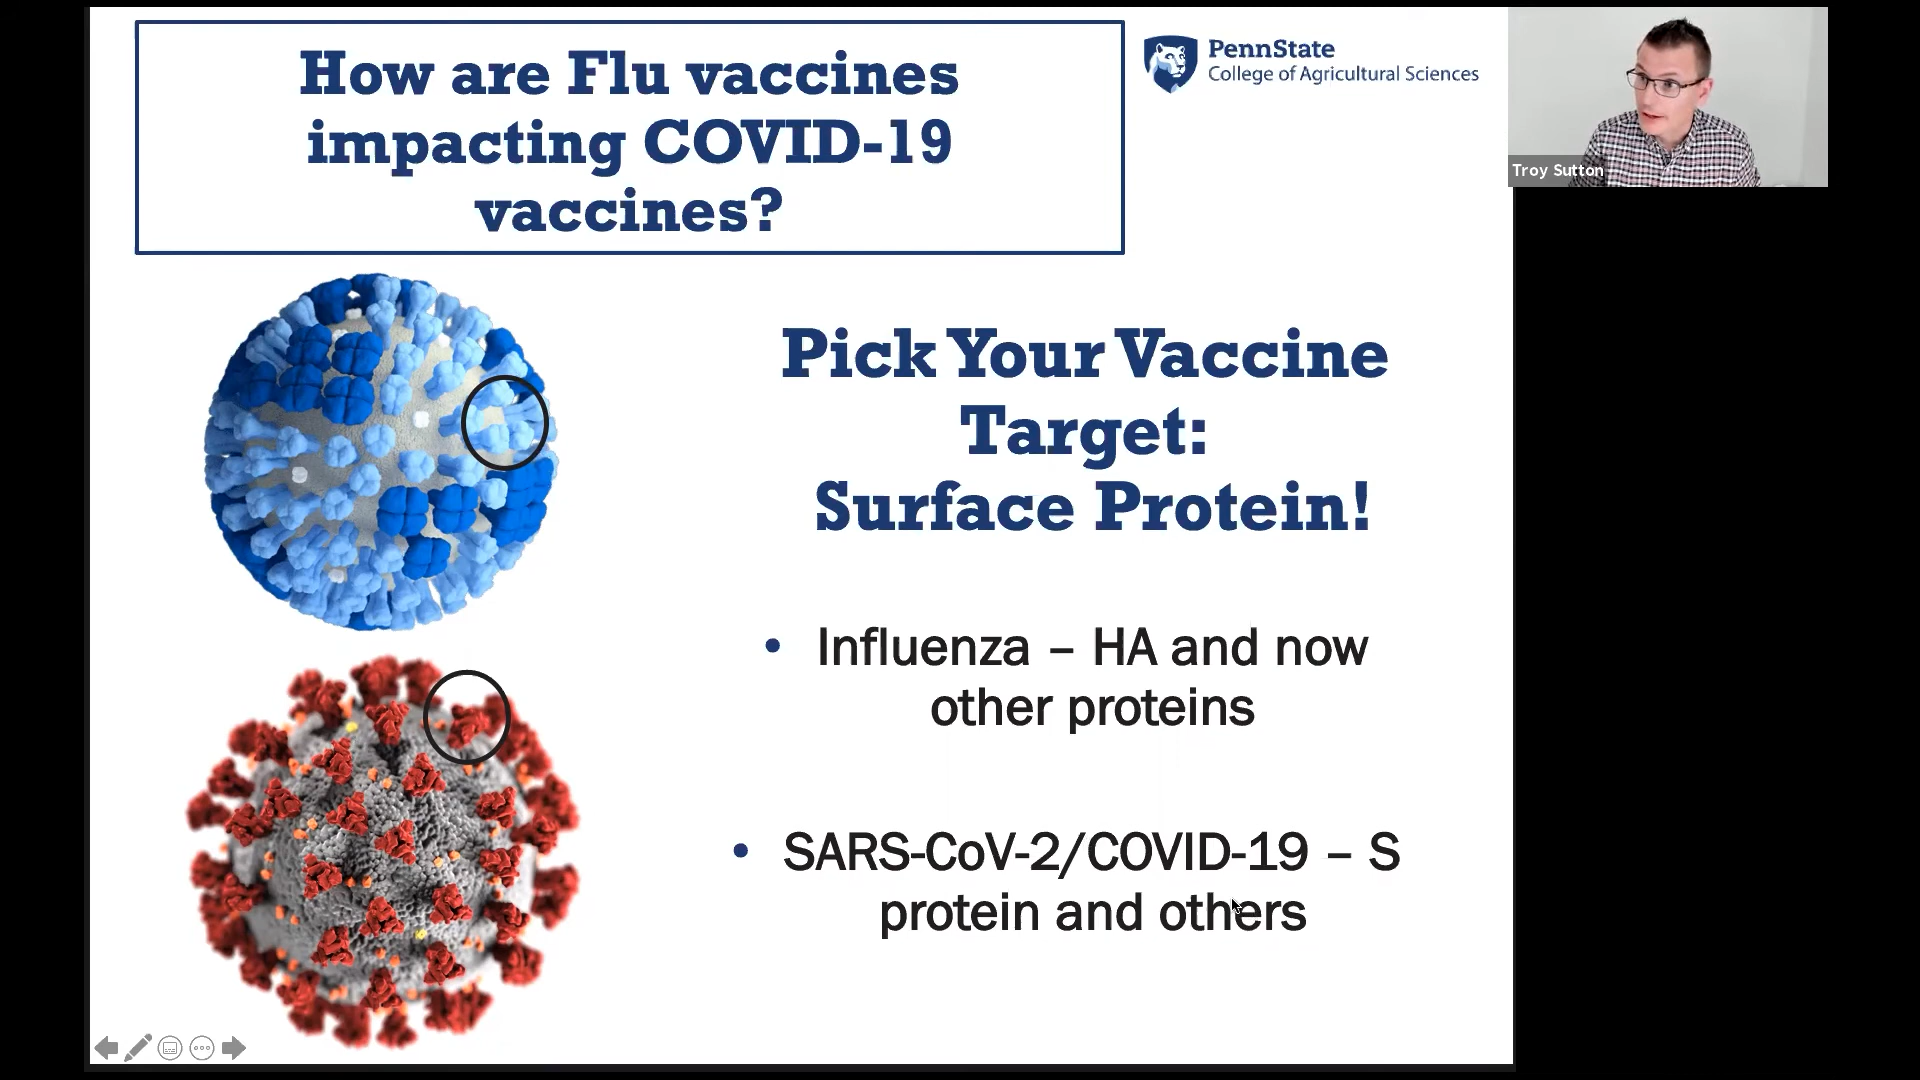 How are Flu vaccines
impacting COVID-19
vaccines?
PennState
College of Agricultural Sciences
Troy Sutton
Pick Your Vaccine
Target:
Surface Protein!
• Influenza – HA and now
other proteins
• SARS-CoV-2/COVID-19 – S
protein and others